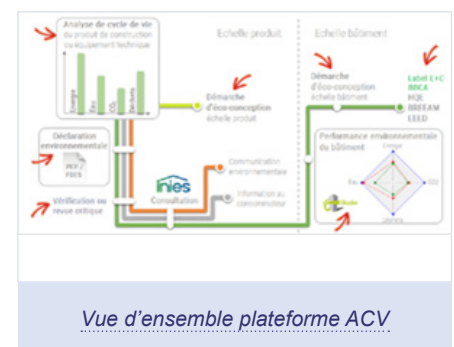 Analyse de cycle de vie
du produit de construction
ou équipement technique
Energie
Eau
CO2
Déchets
Echelle produit
Echelle bâtiment
Démarche
d'éco-conception
échelle produit
Démarche
d'éco-conception
échelle bâtiment
Label E+C-
BBCA
HQE
BREEAM
LEED
Déclaration
environnementale
PEP /
FDES
Vérification ou
revue critique
inies
Consultation
Communication
environnementale
Information au
consommateur
Performance environnementale
du bâtiment
Energie
Eau
CO2
Déchets
Vue d'ensemble plateforme ACV